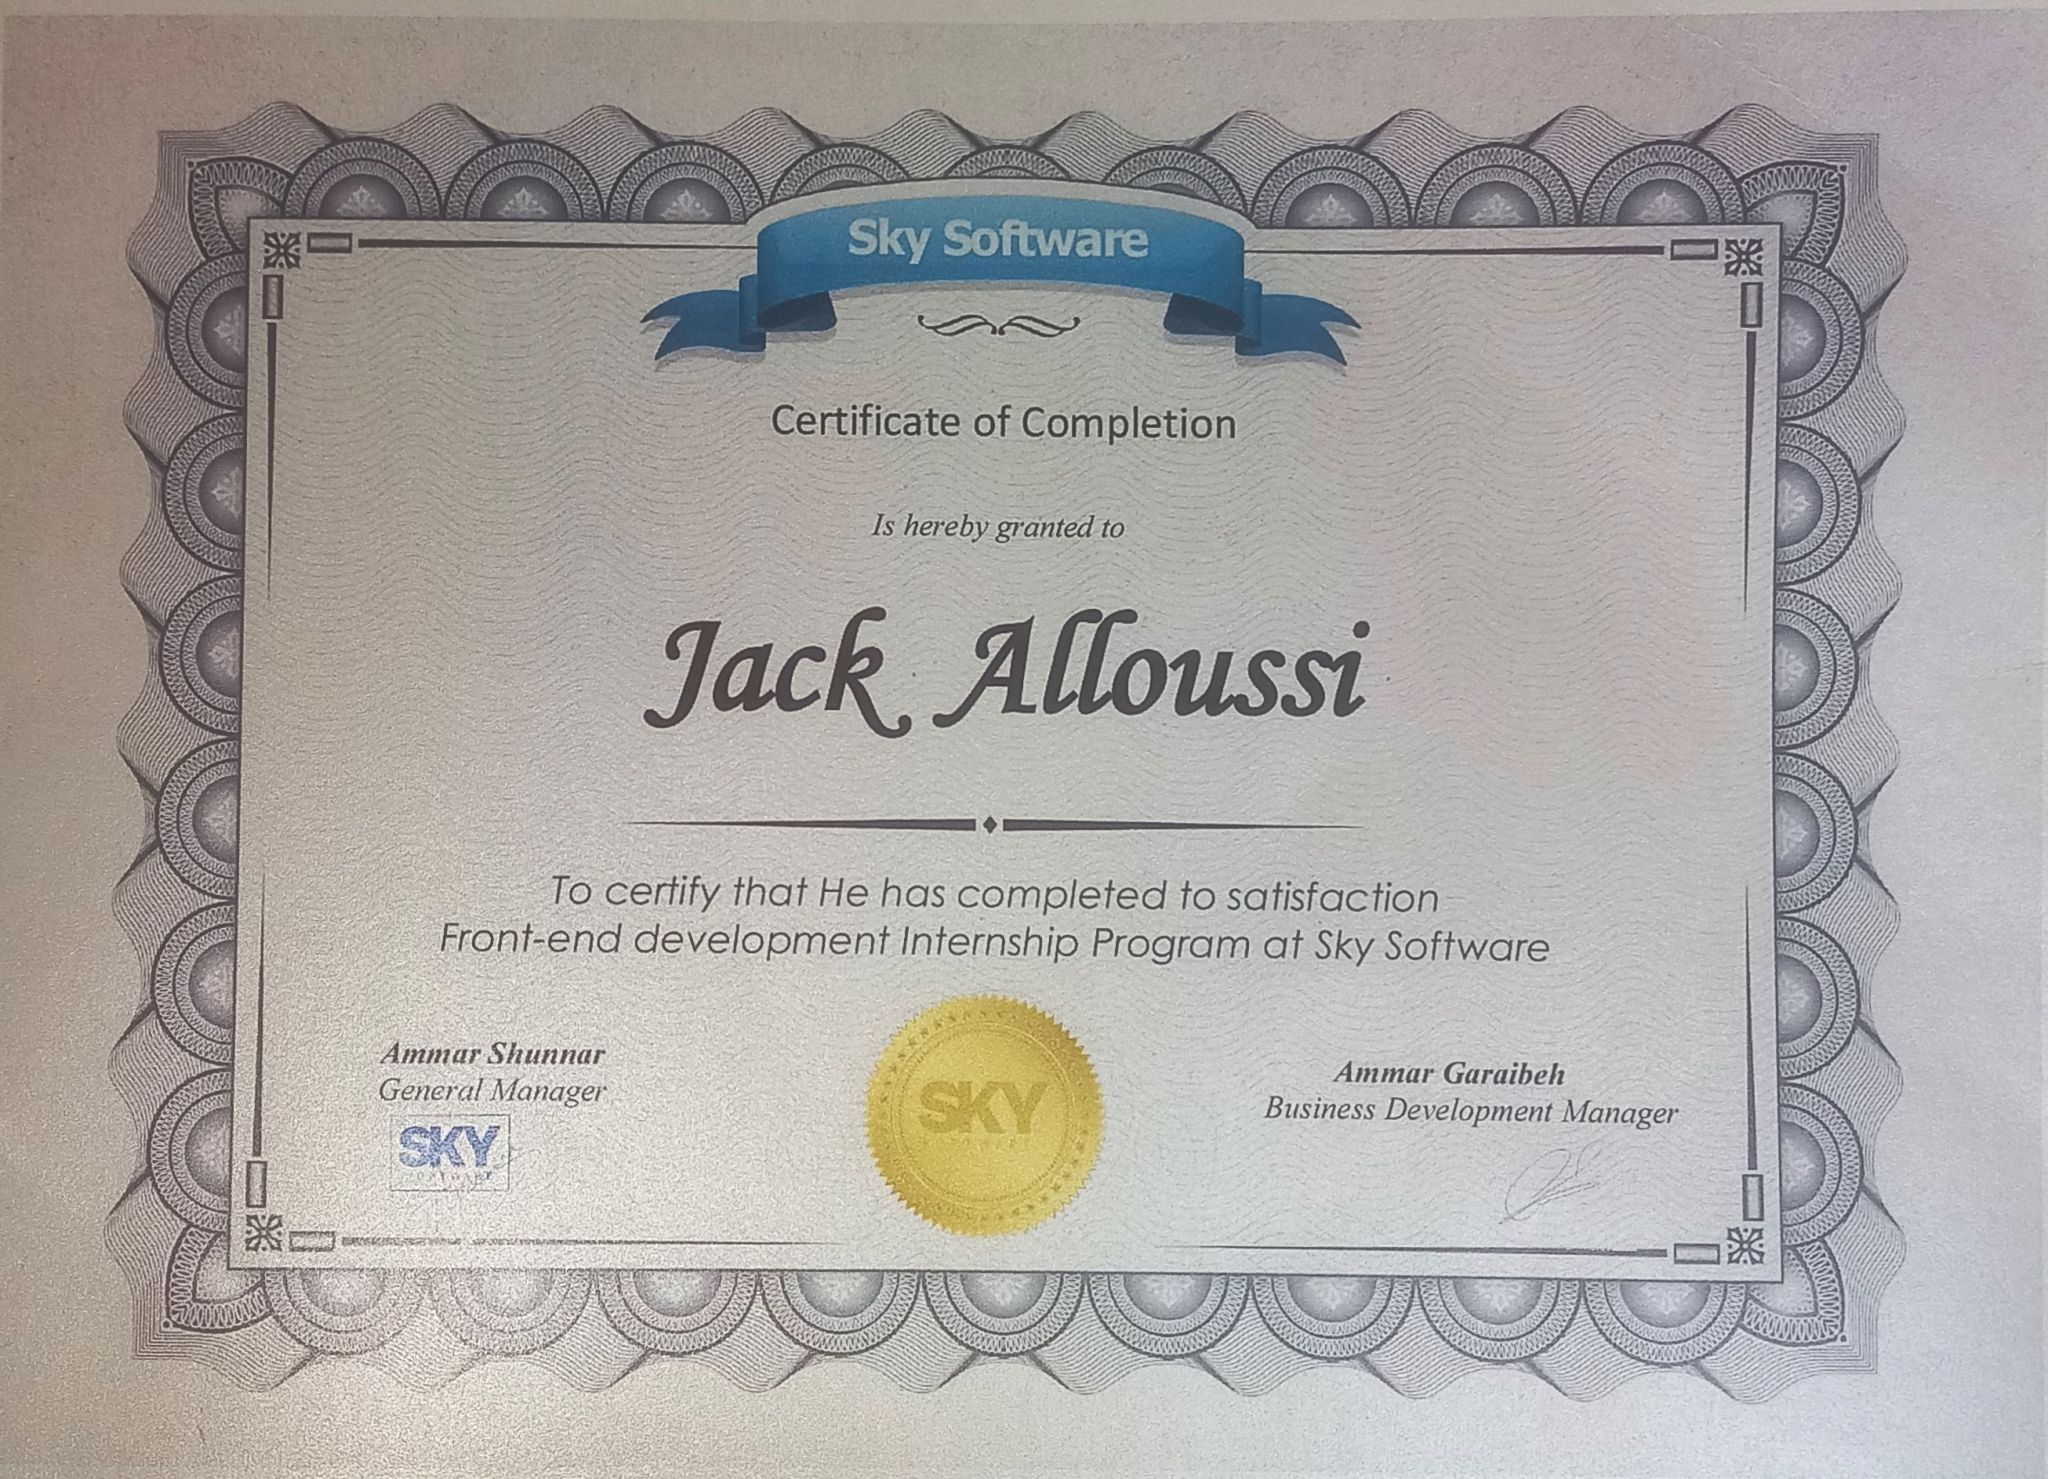 Sky Software
Certificate of Completion
Is hereby granted to
Jack Alloussi
To certify that He has completed to satisfaction
Front-end development Internship Program at Sky Software
Ammar Shunnar
General Manager
SKY
SKY
Ammar Garaibeh
Business Development Manager